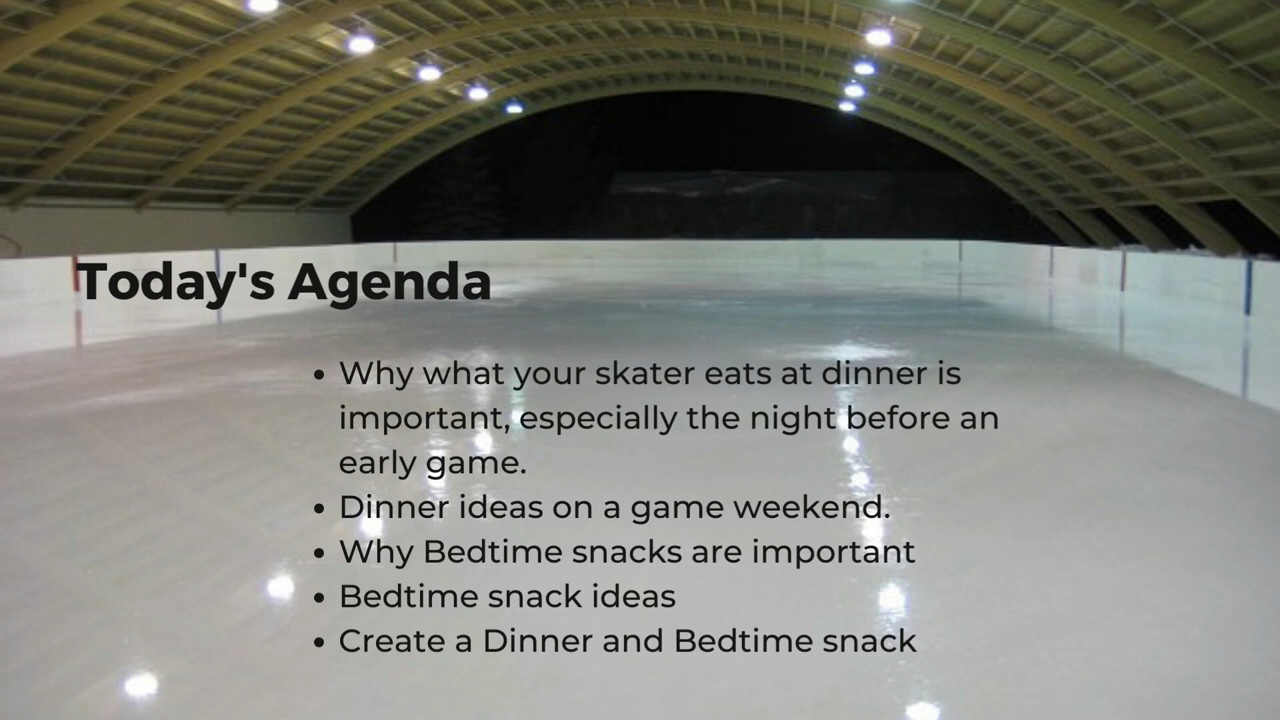 Today's Agenda
• Why what your skater eats at dinner is
important, especially the night before an
early game.
• Dinner ideas on a game weekend.
• Why Bedtime snacks are important
• Bedtime snack ideas
• Create a Dinner and Bedtime snack